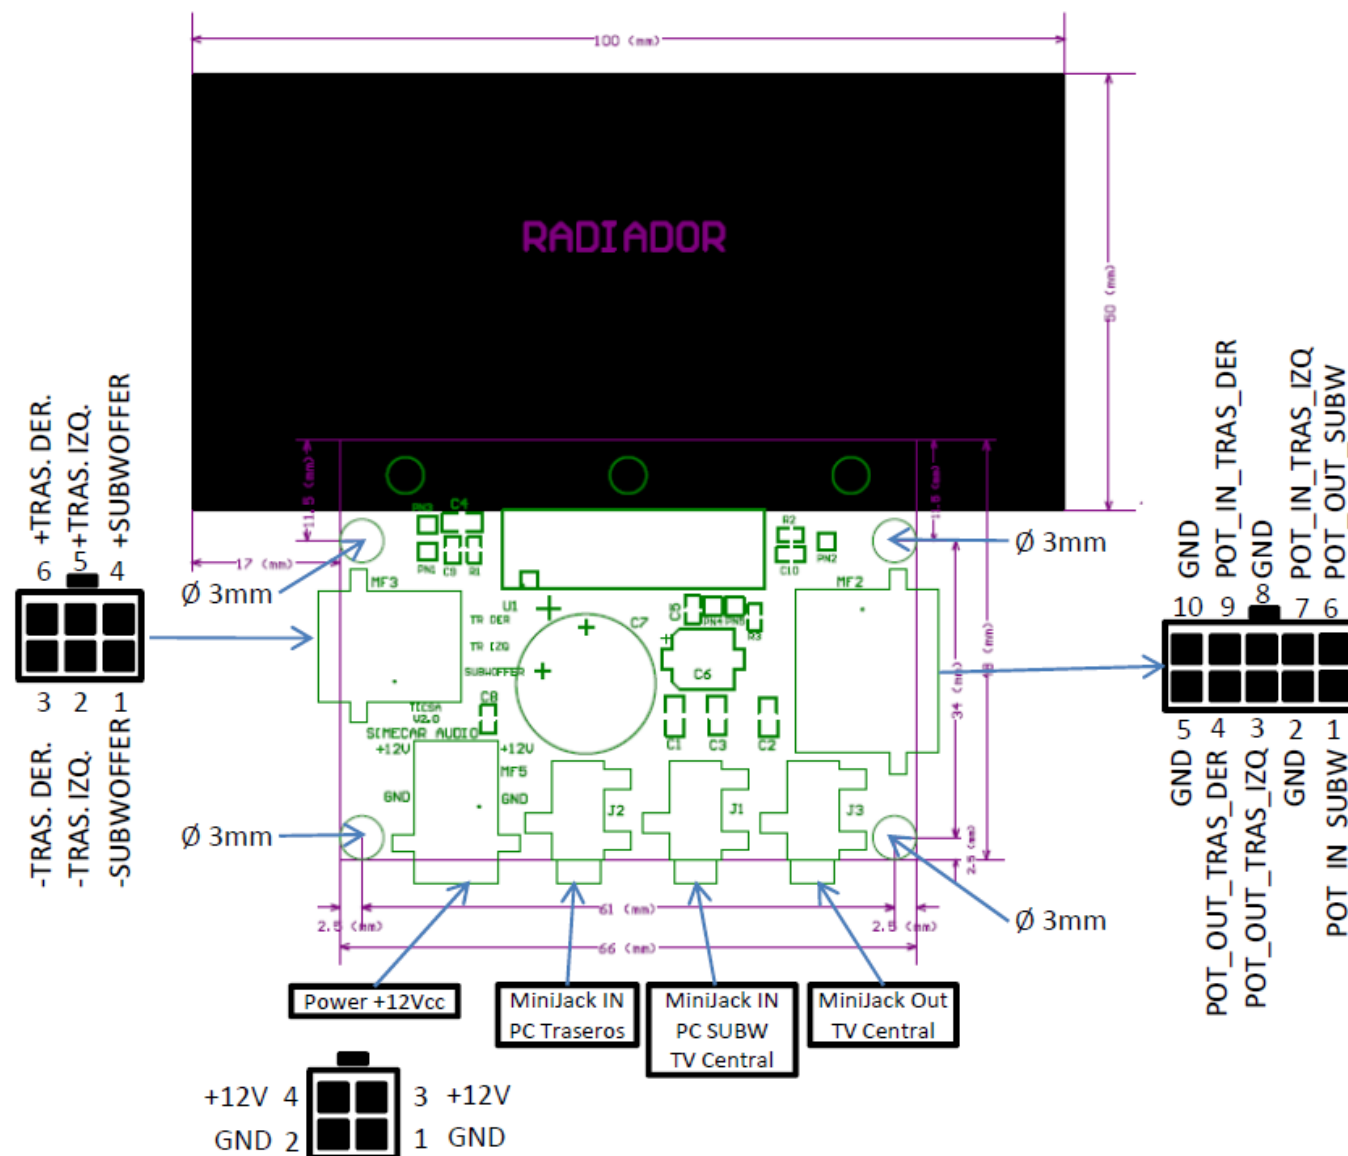 100 (mm)
RADIADOR
50 (mm)
+TRAS. DER.
+TRAS. IZQ.
+SUBWOFFER
6
5
4
3
2
1
-TRAS. DER.
-TRAS. IZQ.
-SUBWOFFER
11.5 (mm)
17 (mm)
Ø 3mm
Ø 3mm
C4
PN1
C9
R1
R2
C10
PN2
MF3
MF2
U1
TR DER
TR IZQ
SUBWOFFER
C7
C5
PN4
R3
C6
C8
TECSA
V2.0
SIMECAR AUDIO
C1
C3
C2
+12V
+12V
MF5
GND
GND
J2
J1
J3
34 (mm)
2.5 (mm)
Ø 3mm
Ø 3mm
61 (mm)
2.5 (mm)
2.5 (mm)
66 (mm)
GND
POT_IN_TRAS_DER
GND
POT_IN_TRAS_IZQ
POT_OUT_SUBW
10
9
8
7
6
5
4
3
2
1
GND
POT_OUT_TRAS_DER
POT_OUT_TRAS_IZQ
GND
POT IN SUBW
Power +12Vcc
MiniJack IN
PC Traseros
MiniJack IN
PC SUBW
TV Central
MiniJack Out
TV Central
+12V 4
3 +12V
GND 2
1 GND